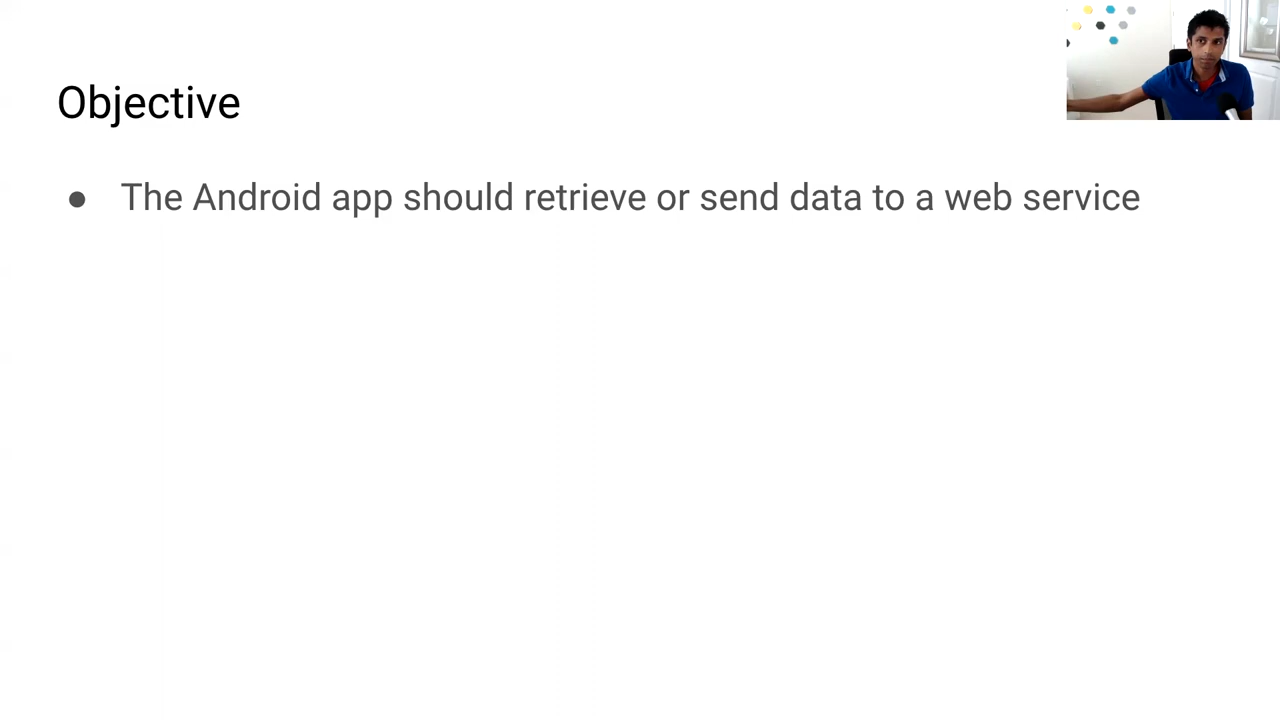 Objective
● The Android app should retrieve or send data to a web service